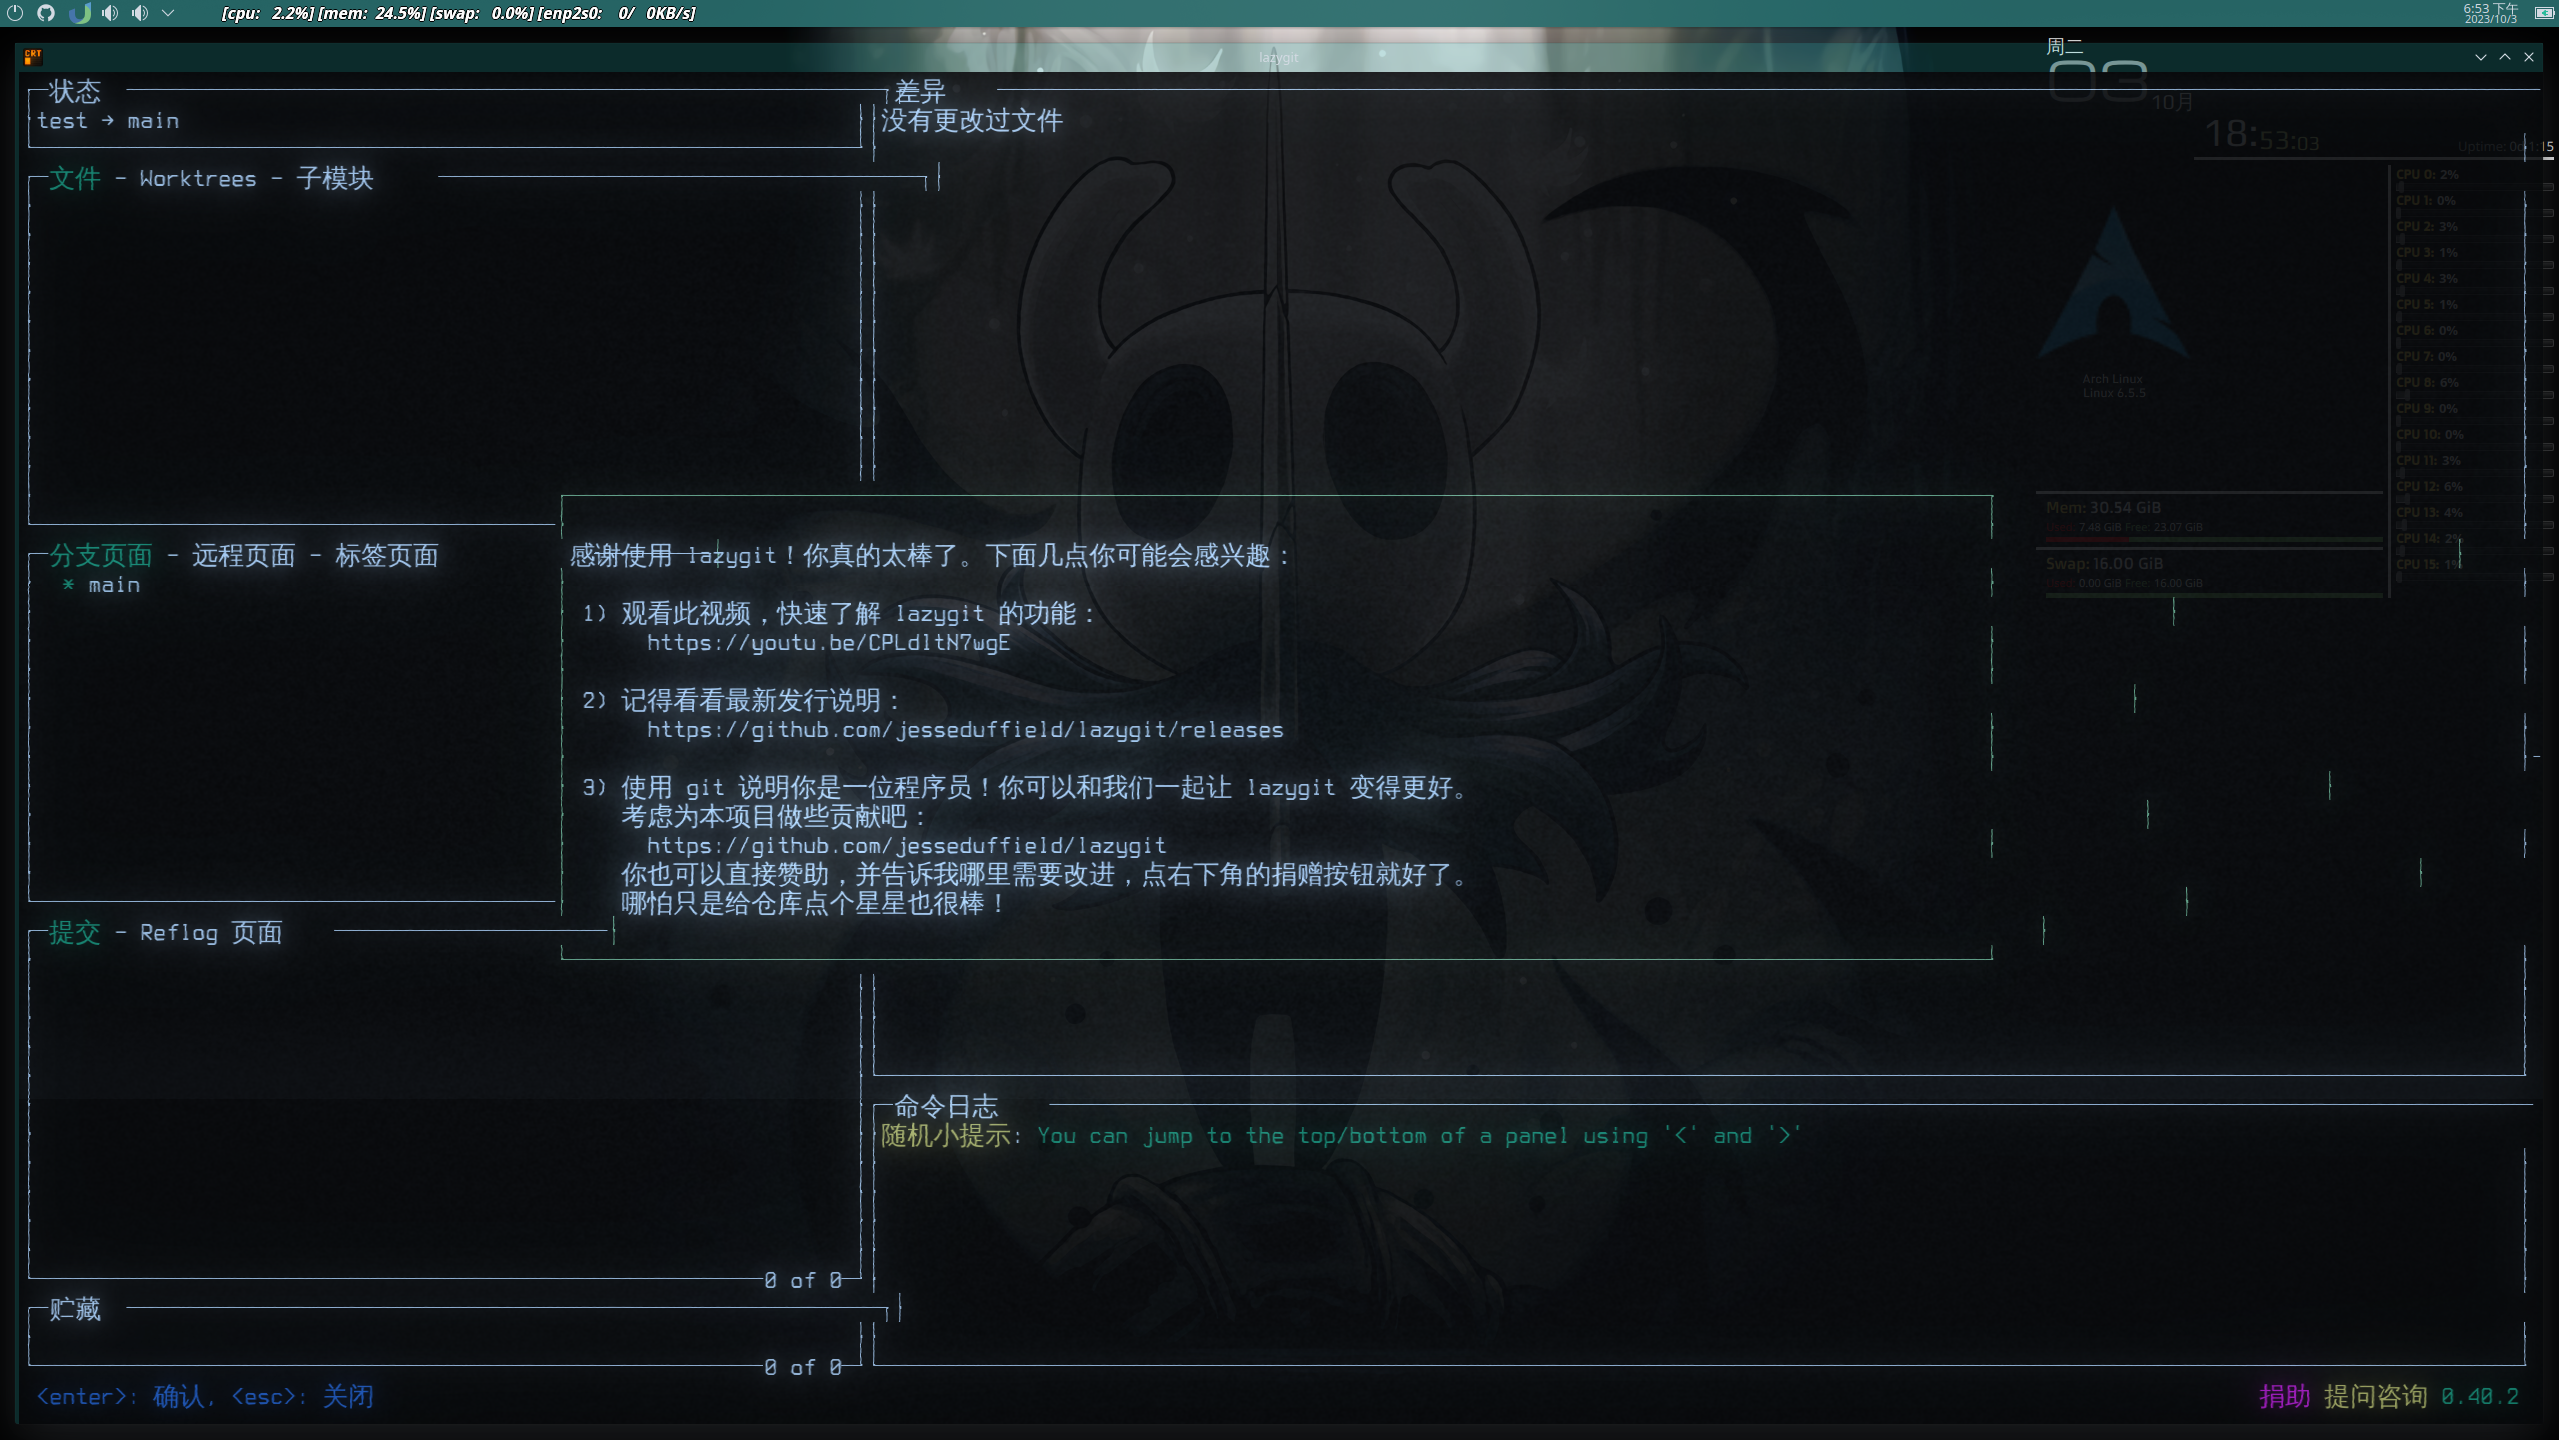 [cpu: 2.2%] [mem: 24.5%] [swap: 0.0%] [enp2s0: 0/ 0KB/s]
6:53 下午
2023/10/3
CRT
lazygit
周二
03
10月
18:53:03
Uptime: 0d 1:15
状态
test → main
差异
没有更改过文件
文件 - Worktrees - 子模块
CPU 0: 2%
CPU 1: 0%
CPU 2: 3%
CPU 3: 1%
CPU 4: 3%
CPU 5: 1%
CPU 6: 0%
CPU 7: 0%
CPU 8: 6%
CPU 9: 0%
CPU 10: 0%
CPU 11: 3%
CPU 12: 6%
CPU 13: 4%
CPU 14: 2%
CPU 15: 1%
Arch Linux
Linux 6.5.5
Mem: 30.54 GiB
7.48 GiB Free: 23.07 GiB
Swap: 16.00 GiB
0.00 GiB Free: 16.00 GiB
分支页面 - 远程页面 - 标签页面
* main
感谢使用 lazygit！你真的太棒了。下面几点你可能会感兴趣：
1) 观看此视频，快速了解 lazygit 的功能：
https://youtu.be/CPLdltN7wgE
2) 记得看看最新发行说明：
https://github.com/jesseduffield/lazygit/releases
3) 使用 git 说明你是一位程序员！你可以和我们一起让 lazygit 变得更好。
考虑为本项目做些贡献吧：
https://github.com/jesseduffield/lazygit
你也可以直接赞助，并告诉我哪里需要改进，点右下角的捐赠按钮就好了。
哪怕只是给仓库点个星星也很棒！
提交 - Reflog 页面
0 of 0
命令日志
随机小提示: You can jump to the top/bottom of a panel using '<' and '>'
贮藏
0 of 0
<enter>: 确认, <esc>: 关闭
捐助 提问咨询 0.40.2